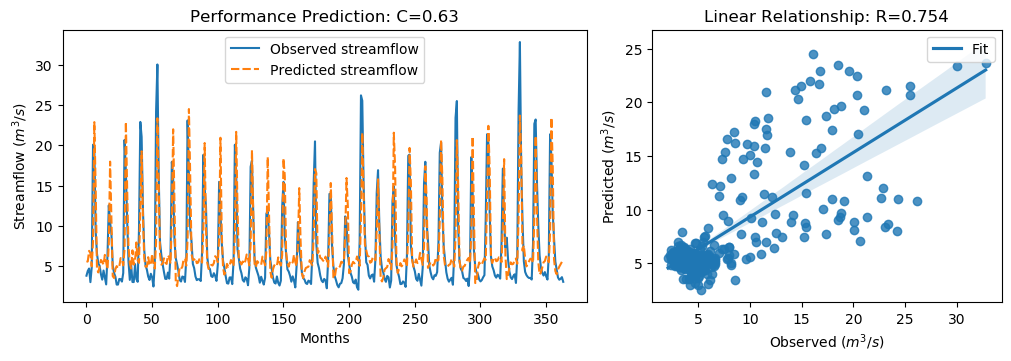 Performance Prediction: C=0.63
Observed streamflow
Predicted streamflow
Streamflow (m³/s)
30
25
20
15
10
5
0
50
100
150
200
250
300
350
Months
Linear Relationship: R=0.754
Fit
Predicted (m³/s)
25
20
15
10
5
5
10
15
20
25
30
Observed (m³/s)